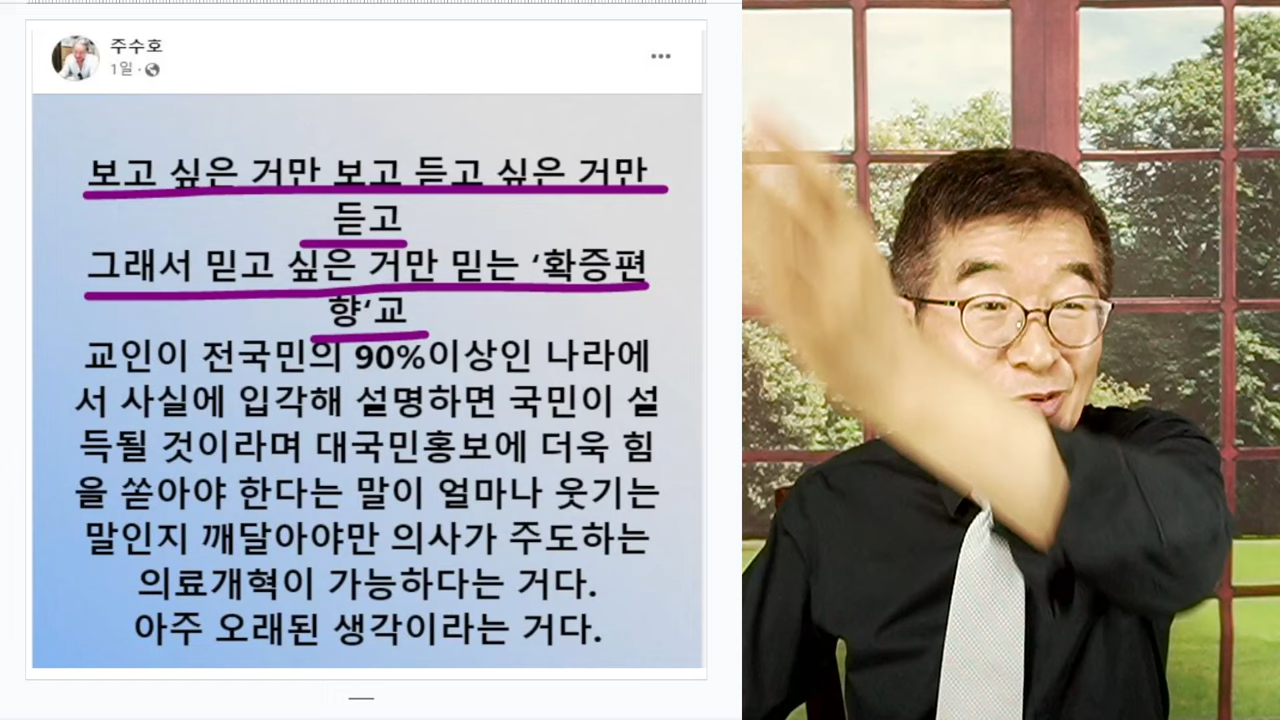 주수호
1일 ·
보고 싶은 거만 보고 듣고 싶은 거만
듣고
그래서 믿고 싶은 거만 믿는 ‘확증편
향‘교
교인이 전국민의 90%이상인 나라에
서 사실에 입각해 설명하면 국민이 설
득될 것이라며 대국민홍보에 더욱 힘
을 쏟아야 한다는 말이 얼마나 웃기는
말인지 깨달아야만 의사가 주도하는
의료개혁이 가능하다는 거다.
아주 오래된 생각이라는 거다.